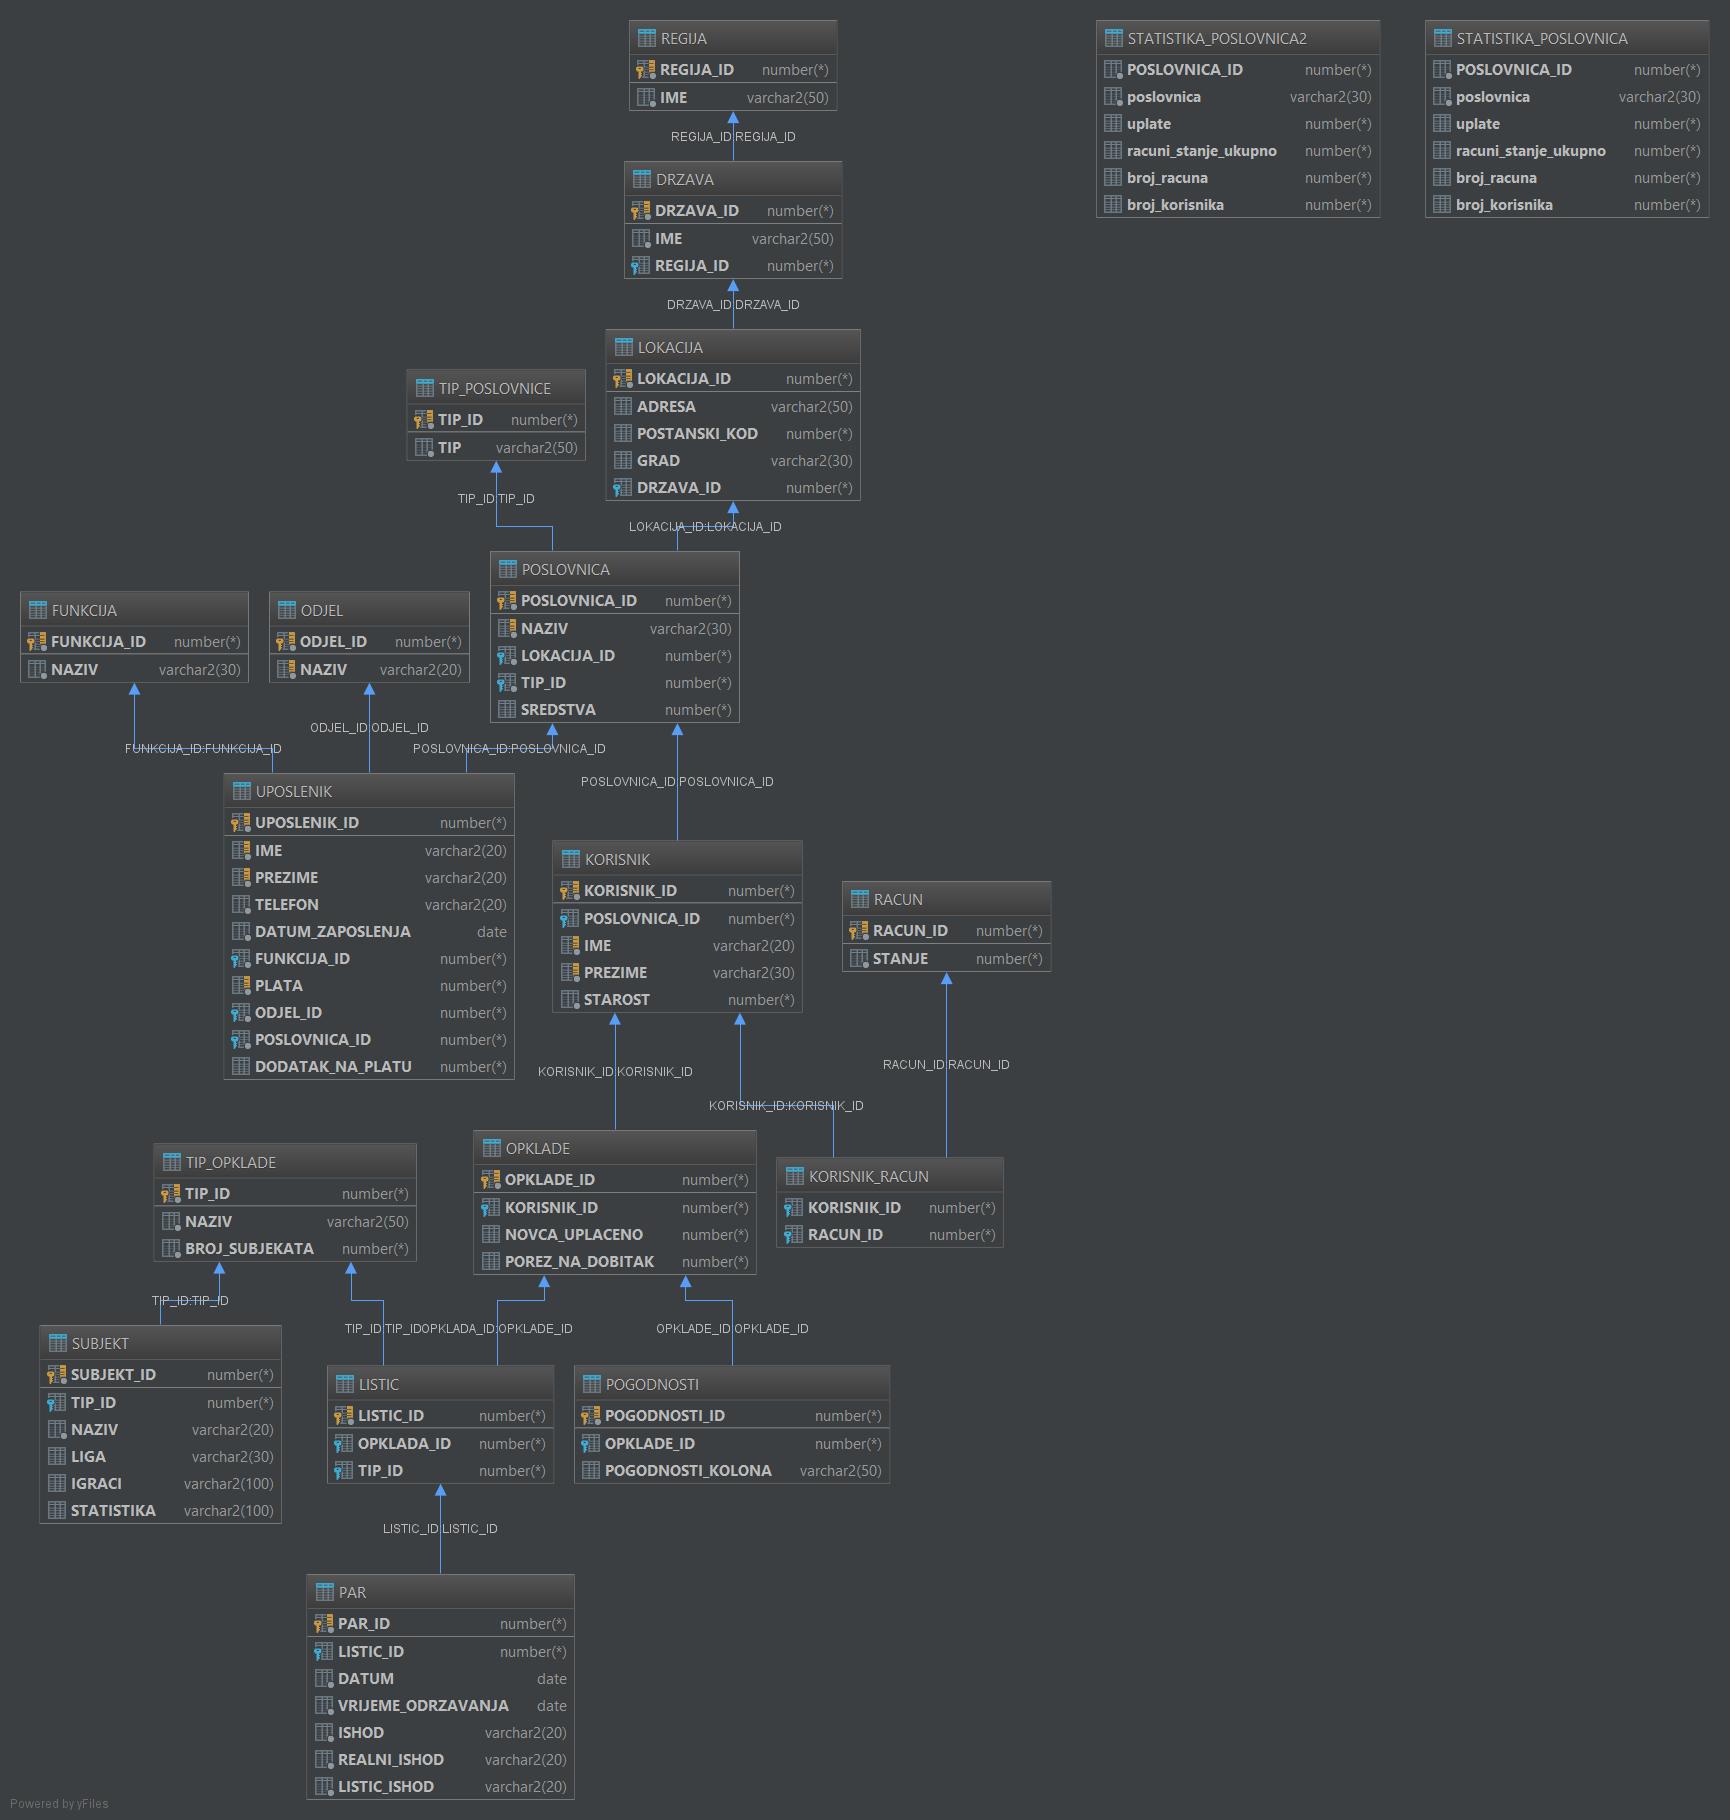 REGIJA
REGIJA_ID number(*)
IME varchar2(50)
REGIJA_ID:REGIJA_ID
DRZAVA
DRZAVA_ID number(*)
IME varchar2(50)
REGIJA_ID number(*)
DRZAVA_ID:DRZAVA_ID
LOKACIJA
LOKACIJA_ID number(*)
ADRESA varchar2(50)
POSTANSKI_KOD number(*)
GRAD varchar2(30)
DRZAVA_ID number(*)
LOKACIJA_ID:LOKACIJA_ID
STATISTIKA_POSLOVNICA2
POSLOVNICA_ID number(*)
poslovnica varchar2(30)
uplate number(*)
racuni_stanje_ukupno number(*)
broj_racuna number(*)
broj_korisnika number(*)
STATISTIKA_POSLOVNICA
POSLOVNICA_ID number(*)
poslovnica varchar2(30)
uplate number(*)
racuni_stanje_ukupno number(*)
broj_racuna number(*)
broj_korisnika number(*)
TIP_POSLOVNICE
TIP_ID number(*)
TIP varchar2(50)
TIP_ID:TIP_ID
POSLOVNICA
POSLOVNICA_ID number(*)
NAZIV varchar2(30)
LOKACIJA_ID number(*)
TIP_ID number(*)
SREDSTVA number(*)
FUNKCIJA
FUNKCIJA_ID number(*)
NAZIV varchar2(30)
ODJEL
ODJEL_ID number(*)
NAZIV varchar2(20)
ODJEL_ID:ODJEL_ID
FUNKCIJA_ID:FUNKCIJA_ID
POSLOVNICA_ID:POSLOVNICA_ID
POSLOVNICA_ID:POSLOVNICA_ID
UPOSLENIK
UPOSLENIK_ID number(*)
IME varchar2(20)
PREZIME varchar2(20)
TELEFON varchar2(20)
DATUM_ZAPOSLENJA date
FUNKCIJA_ID number(*)
PLATA number(*)
ODJEL_ID number(*)
POSLOVNICA_ID number(*)
DODATAK_NA_PLATU number(*)
KORISNIK
KORISNIK_ID number(*)
POSLOVNICA_ID number(*)
IME varchar2(20)
PREZIME varchar2(30)
STAROST number(*)
RACUN
RACUN_ID number(*)
STANJE number(*)
KORISNIK_ID:KORISNIK_ID
RACUN_ID:RACUN_ID
KORISNIK_ID:KORISNIK_ID
TIP_OPKLADE
TIP_ID number(*)
NAZIV varchar2(50)
BROJ_SUBJEKATA number(*)
OPKLADE
OPKLADE_ID number(*)
KORISNIK_ID number(*)
NOVCA_UPLACENO number(*)
POREZ_NA_DOBITAK number(*)
KORISNIK_RACUN
KORISNIK_ID number(*)
RACUN_ID number(*)
TIP_ID:TIP_ID
TIP_ID:TIP_ID
OPKLADA_ID:OPKLADE_ID
OPKLADE_ID:OPKLADE_ID
SUBJEKT
SUBJEKT_ID number(*)
TIP_ID number(*)
NAZIV varchar2(20)
LIGA varchar2(30)
IGRACI varchar2(100)
STATISTIKA varchar2(100)
LISTIC
LISTIC_ID number(*)
OPKLADA_ID number(*)
TIP_ID number(*)
POGODNOSTI
POGODNOSTI_ID number(*)
OPKLADE_ID number(*)
POGODNOSTI_KOLONA varchar2(50)
LISTIC_ID:LISTIC_ID
PAR
PAR_ID number(*)
LISTIC_ID number(*)
DATUM date
VRIJEME_ODRZAVANJA date
ISHOD varchar2(20)
REALNI_ISHOD varchar2(20)
LISTIC_ISHOD varchar2(20)
Powered by yFiles